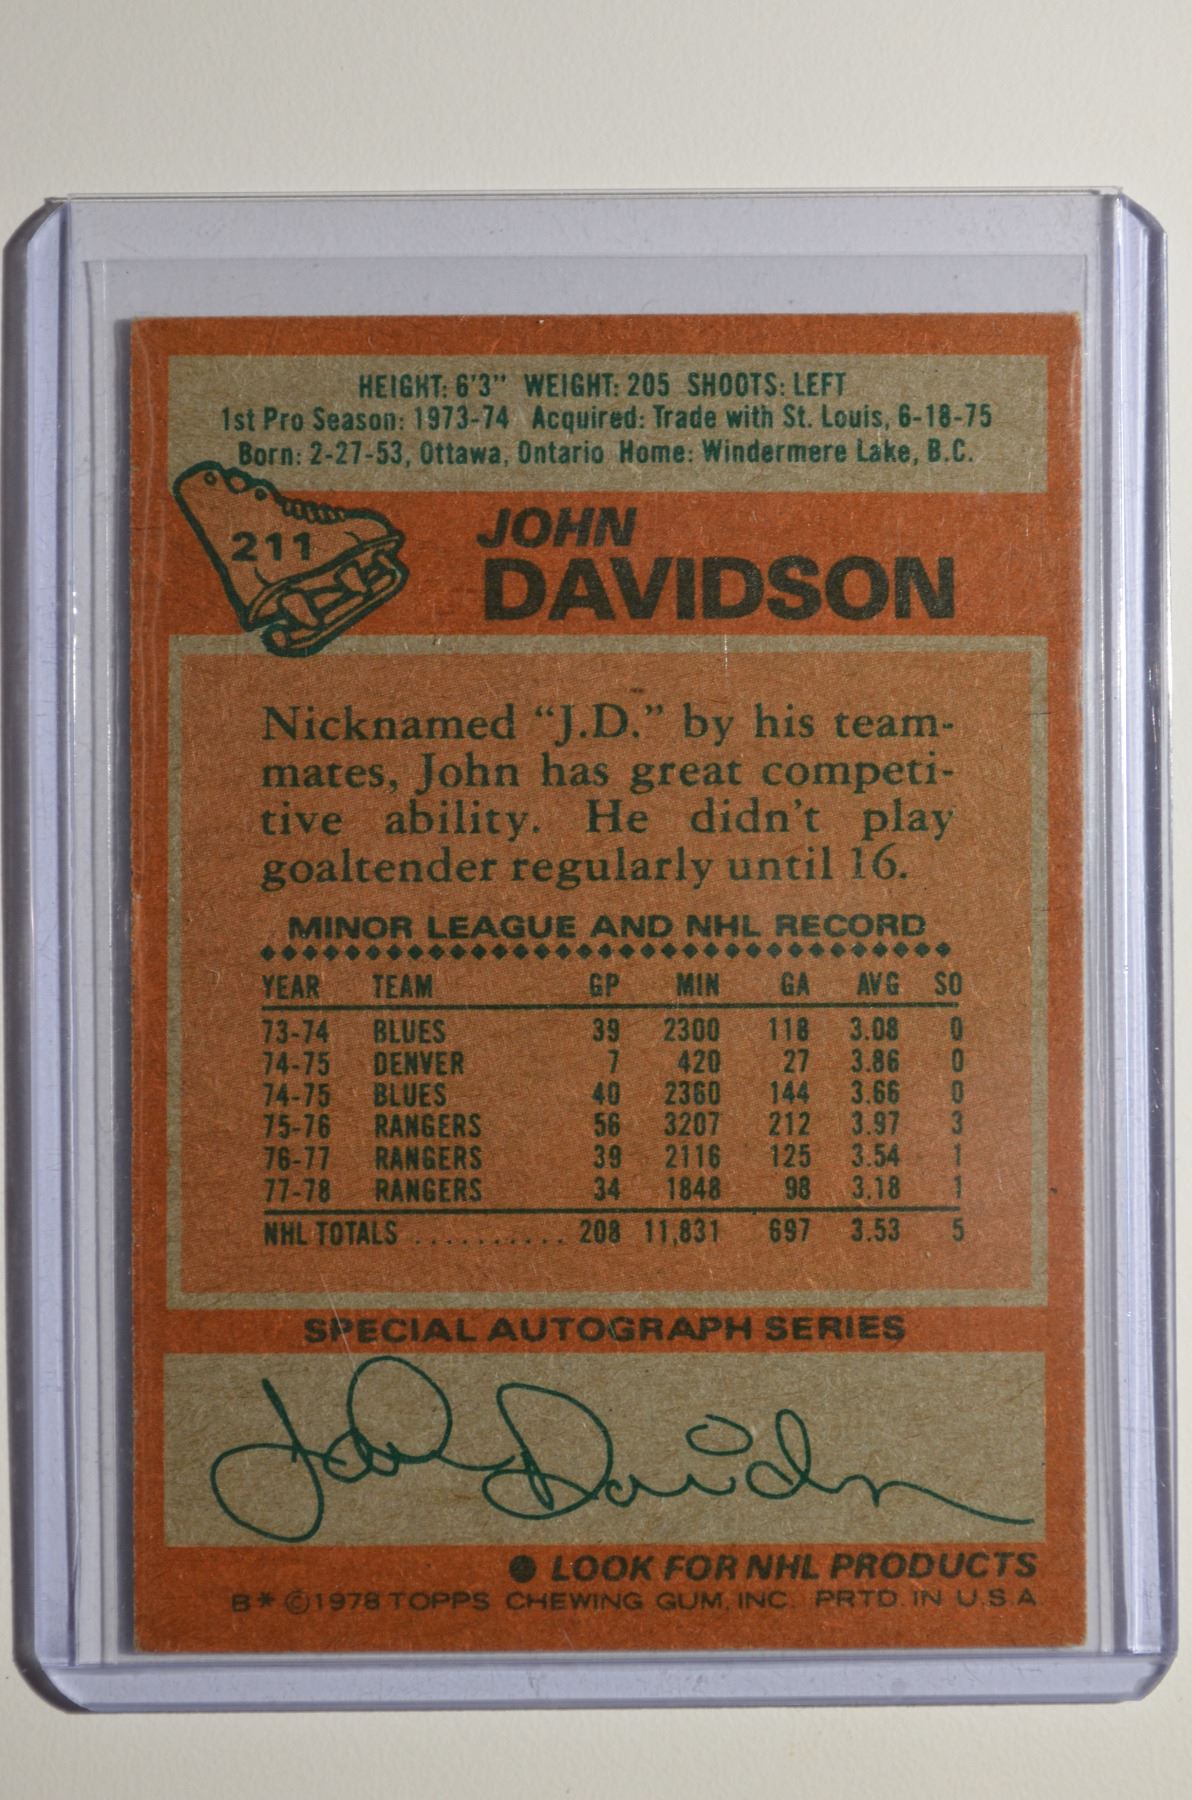 HEIGHT: 6'3" WEIGHT: 205 SHOOTS: LEFT
1st Pro Season: 1973-74 Acquired: Trade with St. Louis, 6-18-75
Born: 2-27-53, Ottawa, Ontario Home: Windermere Lake, B.C.
211
JOHN
DAVIDSON
Nicknamed "J.D." by his team-
mates, John has great competi-
tive ability. He didn't play
goaltender regularly until 16.
MINOR LEAGUE AND NHL RECORD
YEAR TEAM GP MIN GA AVG SO
73-74 BLUES 39 2300 118 3.08 0
74-75 DENVER 7 420 27 3.86 0
74-75 BLUES 40 2360 144 3.66 0
75-76 RANGERS 56 3207 212 3.97 3
76-77 RANGERS 39 2116 125 3.54 1
77-78 RANGERS 34 1848 98 3.18 1
NHL TOTALS .......... 208 11,831 697 3.53 5
SPECIAL AUTOGRAPH SERIES
John Davidson
● LOOK FOR NHL PRODUCTS
B* ©1978 TOPPS CHEWING GUM, INC. PRTD. IN U.S.A